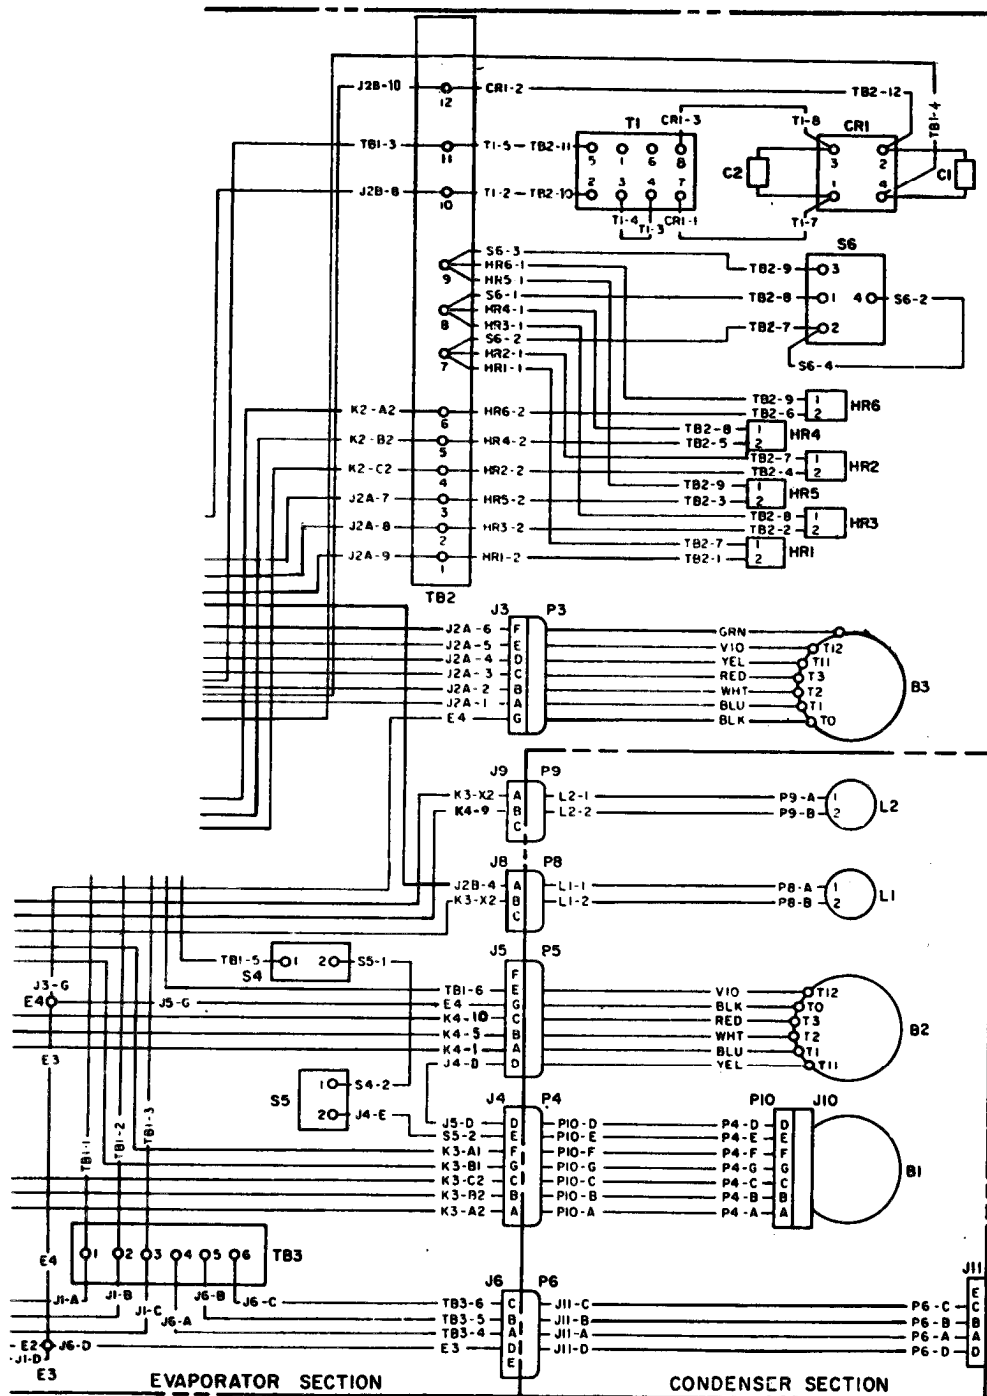 J2B-10 12 CR1-2 TB2-12
TB1-4
T1 CR1-3 T1-8 CR1
TB1-3 11 T1-5 TB2-11 5 1 6 8 C2 3 2 C1
J2B-8 10 T1-2 TB2-10 2 3 4 7 1 4
T1-4 T1-3 CR1-1 T1-7
S6
9 S6-3 TB2-9 3
HR6-1
HR5-1
8 S6-1 TB2-8 1 4 S6-2
HR4-1
HR3-1
7 S6-2 TB2-7 2
HR2-1
HR1-1
S6-4
TB2-9 1 HR6
K2-A2 6 HR6-2 TB2-6 2
TB2-8 1 HR4
K2-B2 5 HR4-2 TB2-5 2
TB2-7 1 HR2
K2-C2 4 HR2-2 TB2-4 2
TB2-9 1 HR5
J2A-7 3 HR5-2 TB2-3 2
TB2-8 1 HR3
J2A-8 2 HR3-2 TB2-2 2
TB2-7 1 HR1
J2A-9 1 HR1-2 TB2-1 2
TB2
J3 P3
J2A-6 F GRN
J2A-5 E VIO T12
J2A-4 D YEL T11
J2A-3 C RED T3 B3
J2A-2 B WHT T2
J2A-1 A BLU T1
E4 G BLK T0
J9 P9
K3-X2 A L2-1 P9-A 1 L2
K4-9 B L2-2 P9-B 2
C
J8 P8
J2B-4 A L1-1 P8-A 1 L1
K3-X2 B L1-2 P8-B 2
C
TB1-5 1 2 S5-1
S4
J5 P5
F
J3-G
TB1-6 E VIO T12
E4 J5-G E4 G BLK T0
K4-10 C RED T3 B2
K4-5 B WHT T2
E3 K4-1 A BLU T1
J4-D D YEL T11
S5 1 S4-2
2 J4-E
J4 P4 P10 J10
J5-D D P10-D P4-D D
S5-2 E P10-E P4-E E
K3-A1 F P10-F P4-F F
K3-B1 G P10-G P4-G G B1
K3-C2 C P10-C P4-C C
K3-B2 B P10-B P4-B B
K3-A2 A P10-A P4-A A
TB1-1
TB1-2
TB1-3
E4 1 2 3 4 5 6 TB3
J1-A J1-B J1-C J6-A J6-B J6-C
J6 P6 J11
E
TB3-6 C J11-C P6-C C
TB3-5 B J11-B P6-B B
TB3-4 A J11-A P6-A A
E2 J6-D E3 D J11-D P6-D D
E
J1-D
E3
EVAPORATOR SECTION CONDENSER SECTION